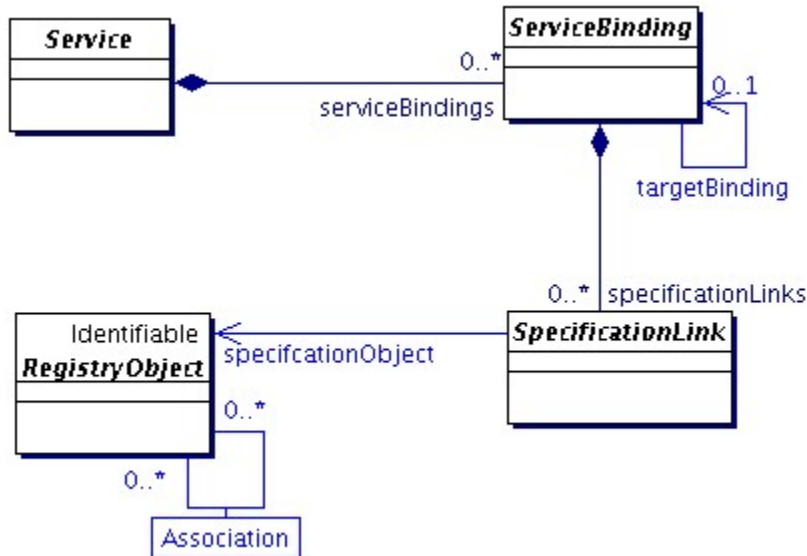 Service
ServiceBinding
0..*
serviceBindings
0..1
targetBinding
0..* specificationLinks
Identifiable
RegistryObject
specifcationObject
SpecificationLink
0..*
0..*
Association